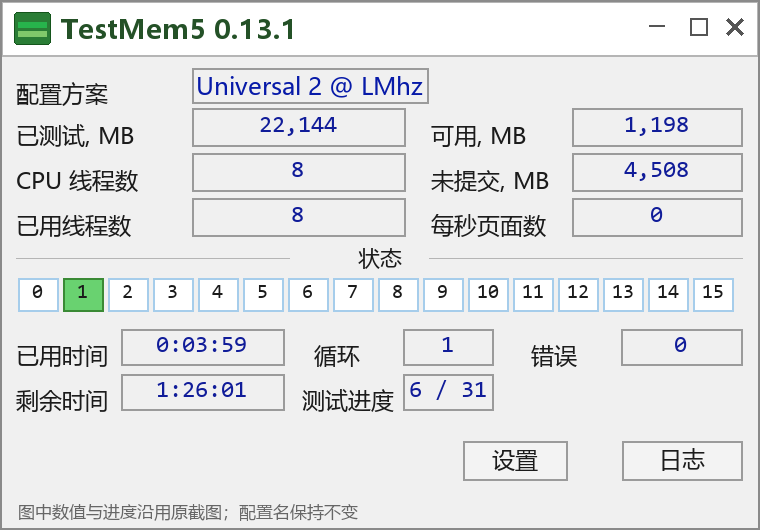 TestMem5 0.13.1
配置方案 Universal 2 @ LMhz
已测试, MB 22,144 可用, MB 1,198
CPU 线程数 8 未提交, MB 4,508
已用线程数 8 每秒页面数 0
状态
0 1 2 3 4 5 6 7 8 9 10 11 12 13 14 15
已用时间 0:03:59 循环 1 错误 0
剩余时间 1:26:01 测试进度 6 / 31
设置 日志
图中数值与进度沿用原截图；配置名保持不变